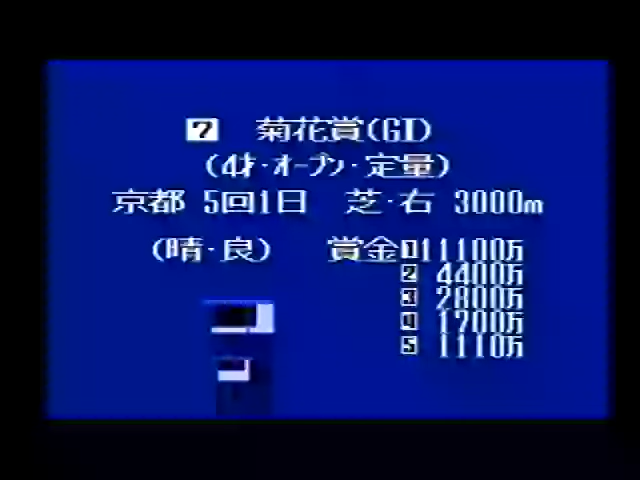 7 菊花賞(GI)
(4才・オープン・定量)
京都 5回1日 芝・右 3000m
(晴・良) 賞金 1 11100万
2 4400万
3 2800万
4 1700万
5 1110万